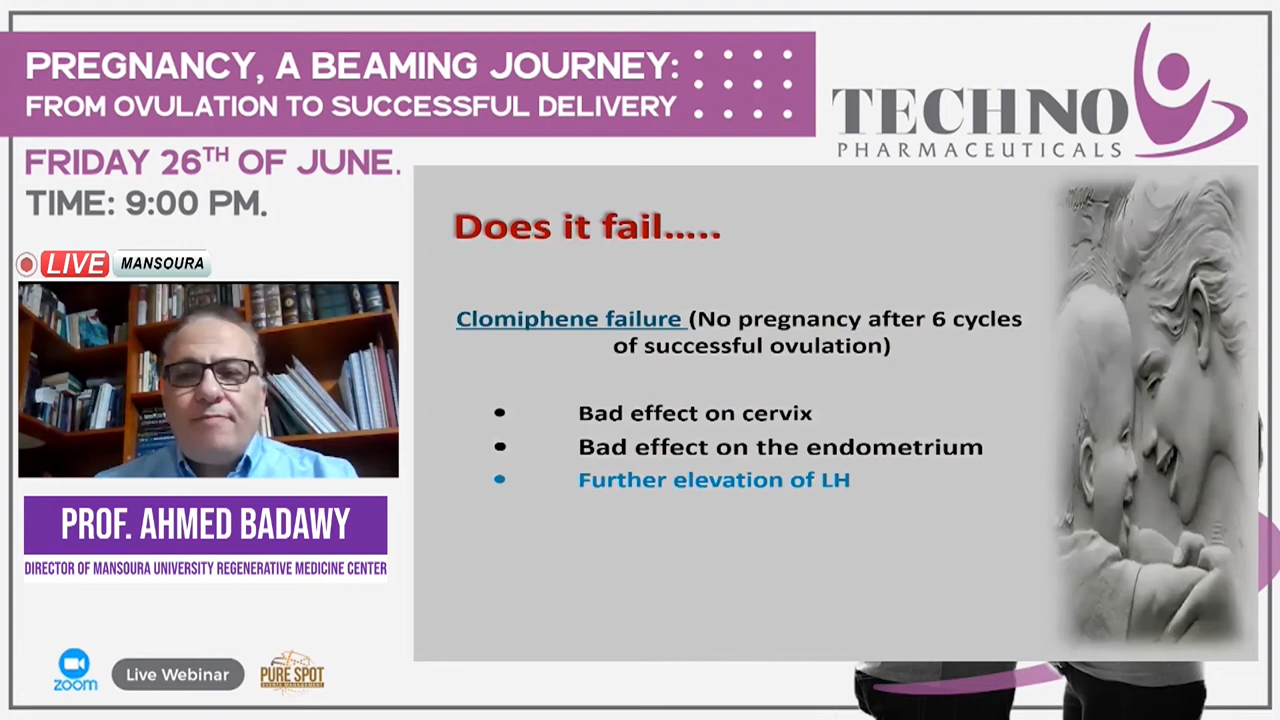 PREGNANCY, A BEAMING JOURNEY:
FROM OVULATION TO SUCCESSFUL DELIVERY
TECHNO
PHARMACEUTICALS
FRIDAY 26TH OF JUNE.
TIME: 9:00 PM.
LIVE MANSOURA
Does it fail.....
Clomiphene failure (No pregnancy after 6 cycles
of successful ovulation)
• Bad effect on cervix
• Bad effect on the endometrium
• Further elevation of LH
PROF. AHMED BADAWY
DIRECTOR OF MANSOURA UNIVERSITY REGENERATIVE MEDICINE CENTER
zoom
Live Webinar
PURE SPOT